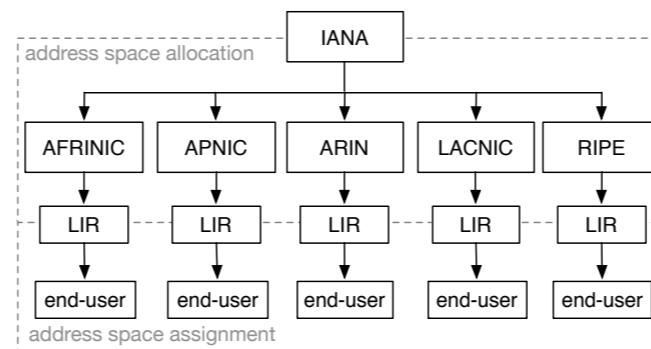 IANA
address space allocation
AFRINIC APNIC ARIN LACNIC RIPE
LIR LIR LIR LIR LIR
end-user end-user end-user end-user end-user
address space assignment